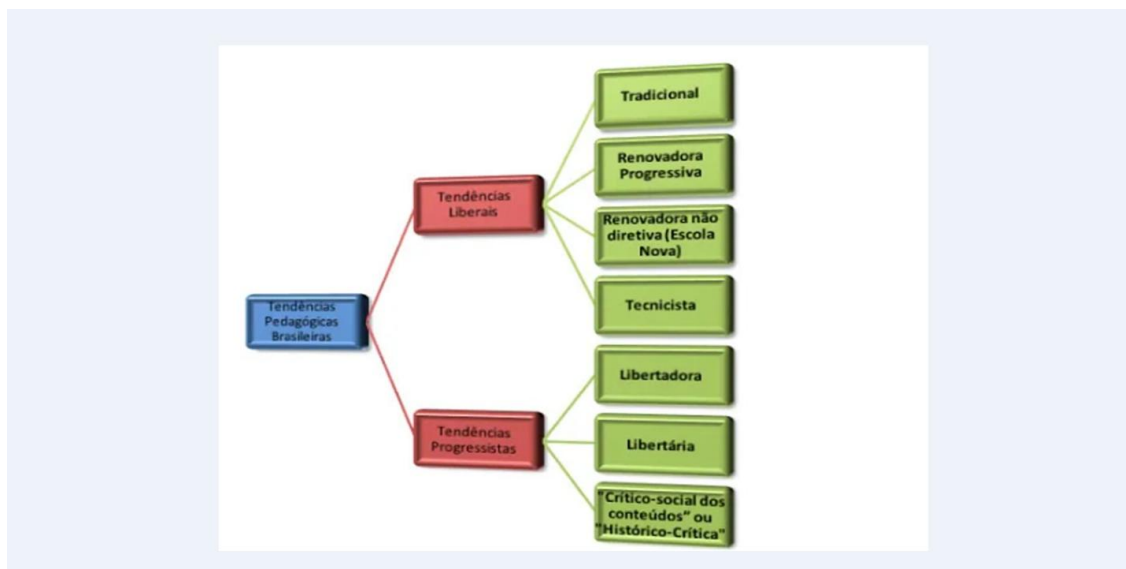 Tradicional
Renovadora
Progressiva
Tendências
Liberais
Renovadora não
diretiva (Escola
Nova)
Tecnicista
Tendências
Pedagógicas
Brasileiras
Libertadora
Tendências
Progressistas
Libertária
"Crítico-social dos
conteúdos" ou
"Histórico-Crítica"